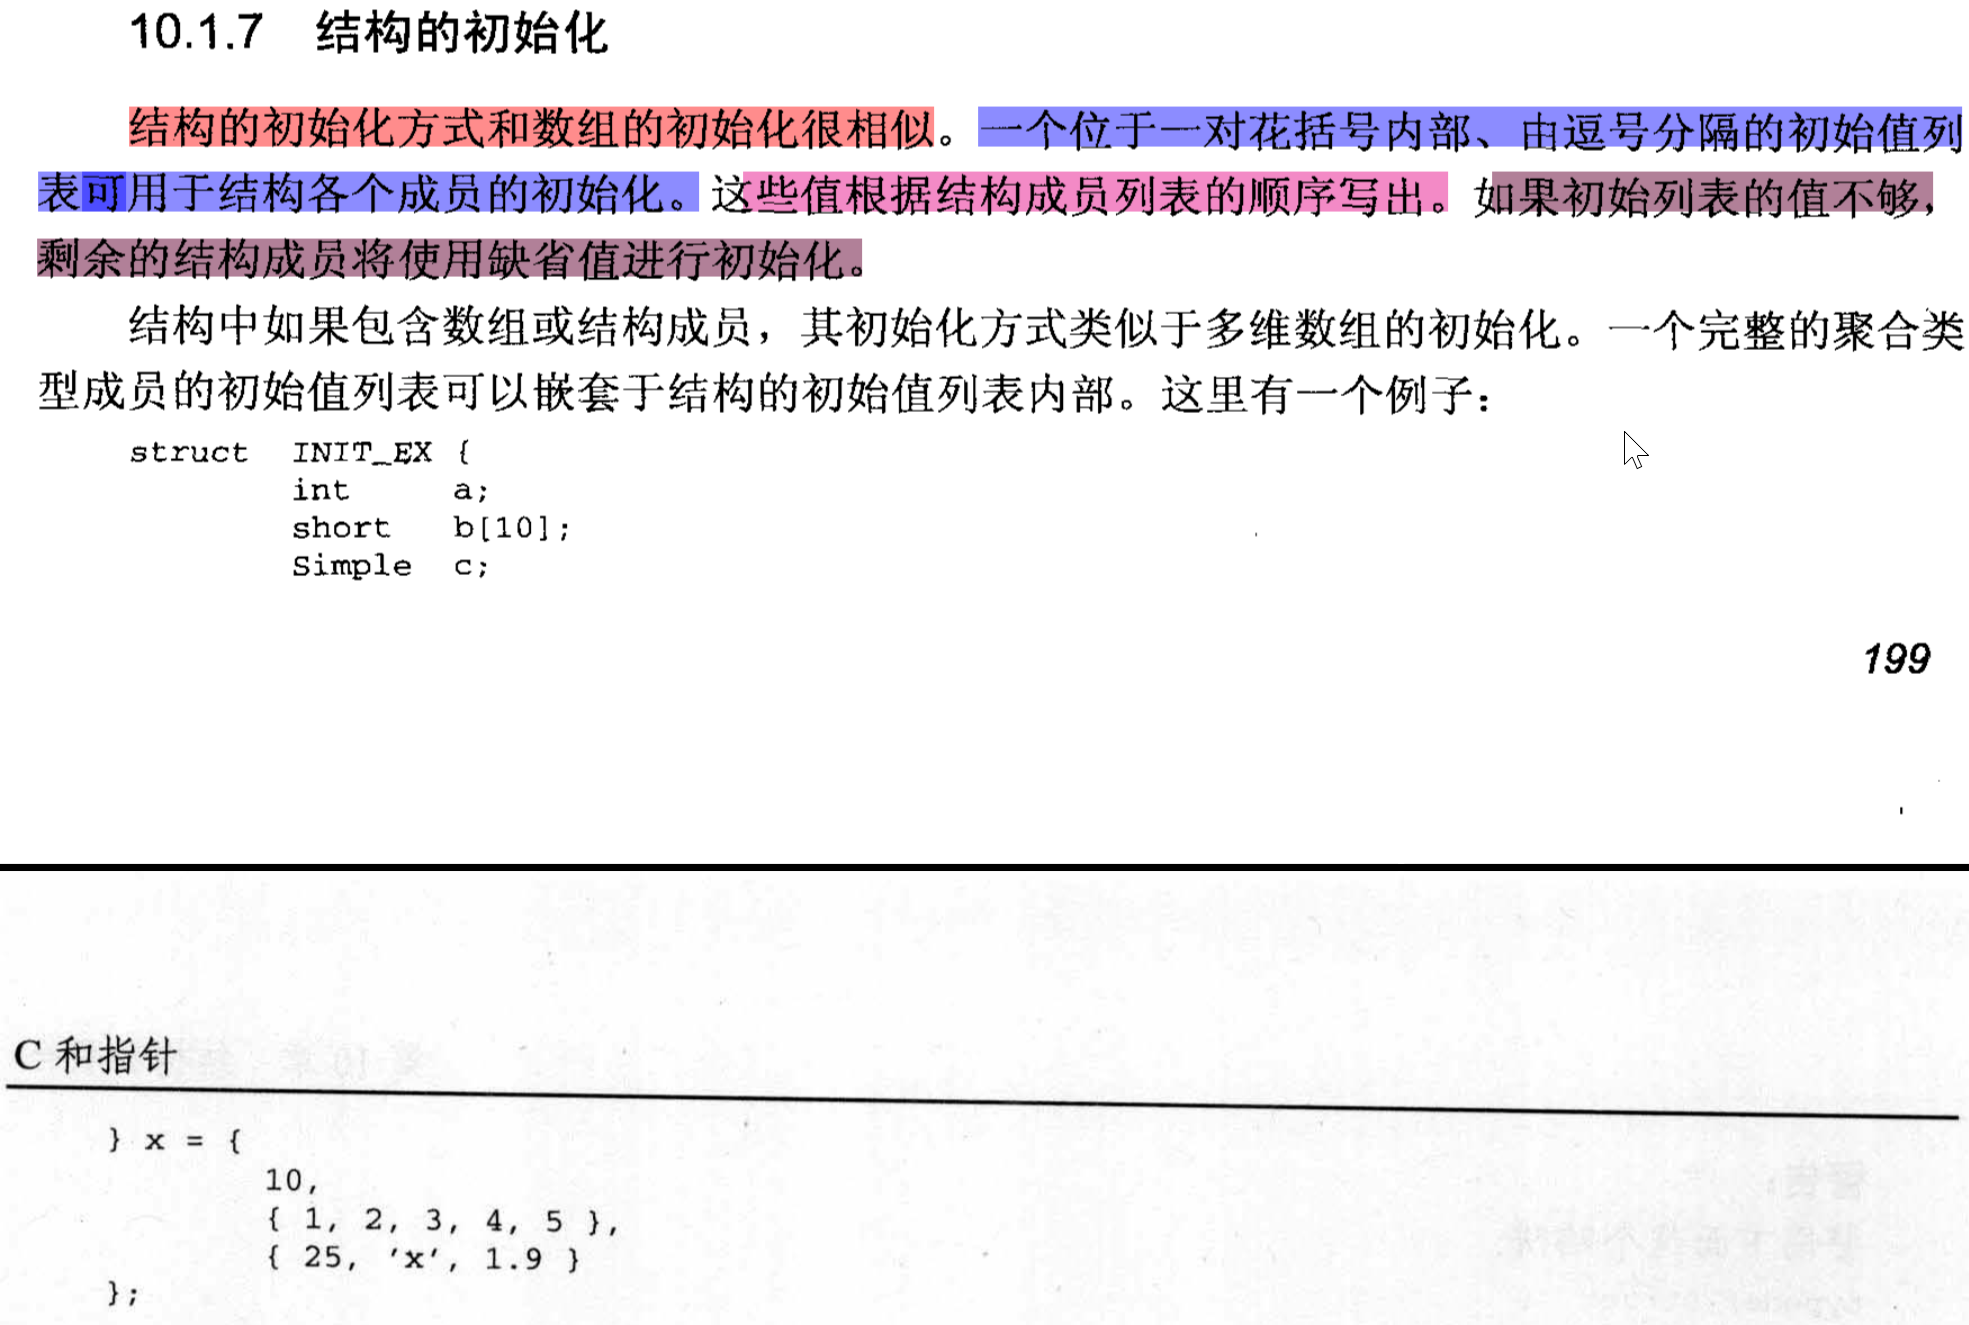 10.1.7 结构的初始化
结构的初始化方式和数组的初始化很相似。一个位于一对花括号内部、由逗号分隔的初始值列
表可用于结构各个成员的初始化。这些值根据结构成员列表的顺序写出。如果初始列表的值不够，
剩余的结构成员将使用缺省值进行初始化。
结构中如果包含数组或结构成员，其初始化方式类似于多维数组的初始化。一个完整的聚合类
型成员的初始值列表可以嵌套于结构的初始值列表内部。这里有一个例子：
struct INIT_EX {
int a;
short b[10];
Simple c;
199
C 和指针
} x = {
10,
{ 1, 2, 3, 4, 5 },
{ 25, 'x', 1.9 }
};